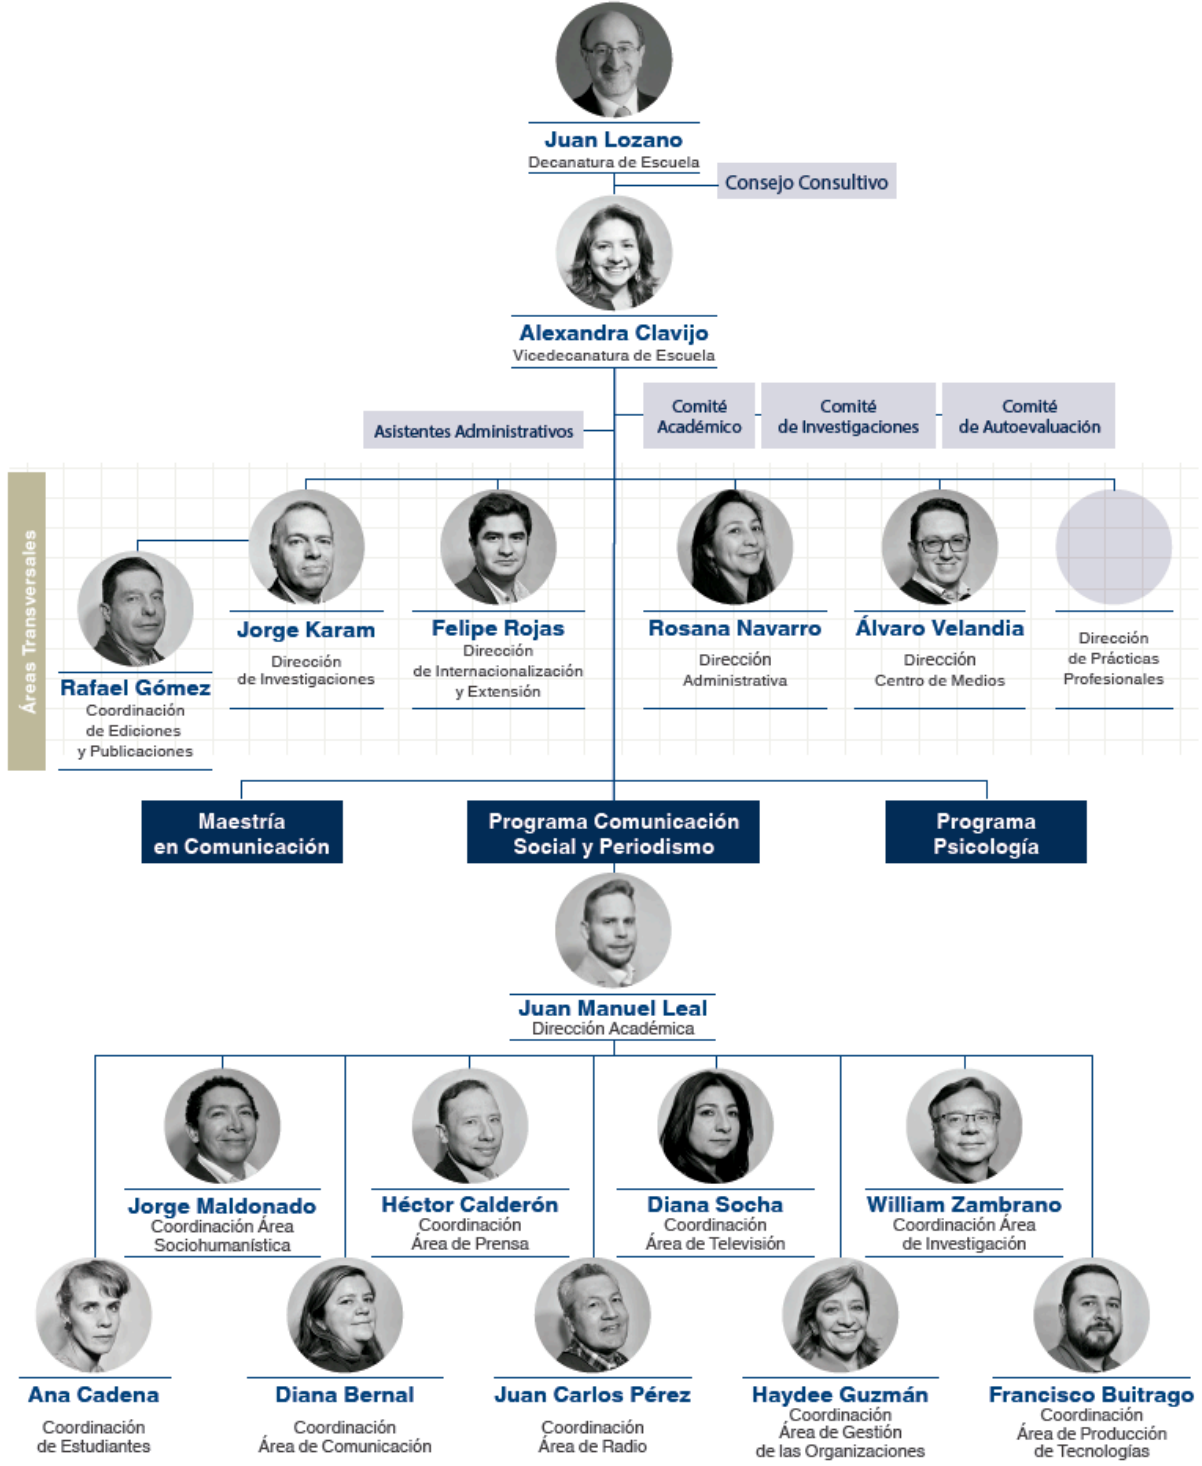 Juan Lozano
Decanatura de Escuela
Consejo Consultivo
Alexandra Clavijo
Vicedecanatura de Escuela
Asistentes Administrativos
Comité
Académico
Comité
de Investigaciones
Comité
de Autoevaluación
Áreas Transversales
Rafael Gómez
Coordinación
de Ediciones
y Publicaciones
Jorge Karam
Dirección
de Investigaciones
Felipe Rojas
Dirección
de Internacionalización
y Extensión
Rosana Navarro
Dirección
Administrativa
Álvaro Velandia
Dirección
Centro de Medios
Dirección
de Prácticas
Profesionales
Maestría
en Comunicación
Programa Comunicación
Social y Periodismo
Programa
Psicología
Juan Manuel Leal
Dirección Académica
Jorge Maldonado
Coordinación Área
Sociohumanística
Héctor Calderón
Coordinación
Área de Prensa
Diana Socha
Coordinación
Área de Televisión
William Zambrano
Coordinación Área
de Investigación
Ana Cadena
Coordinación
de Estudiantes
Diana Bernal
Coordinación
Área de Comunicación
Juan Carlos Pérez
Coordinación
Área de Radio
Haydee Guzmán
Coordinación
Área de Gestión
de las Organizaciones
Francisco Buitrago
Coordinación
Área de Producción
de Tecnologías